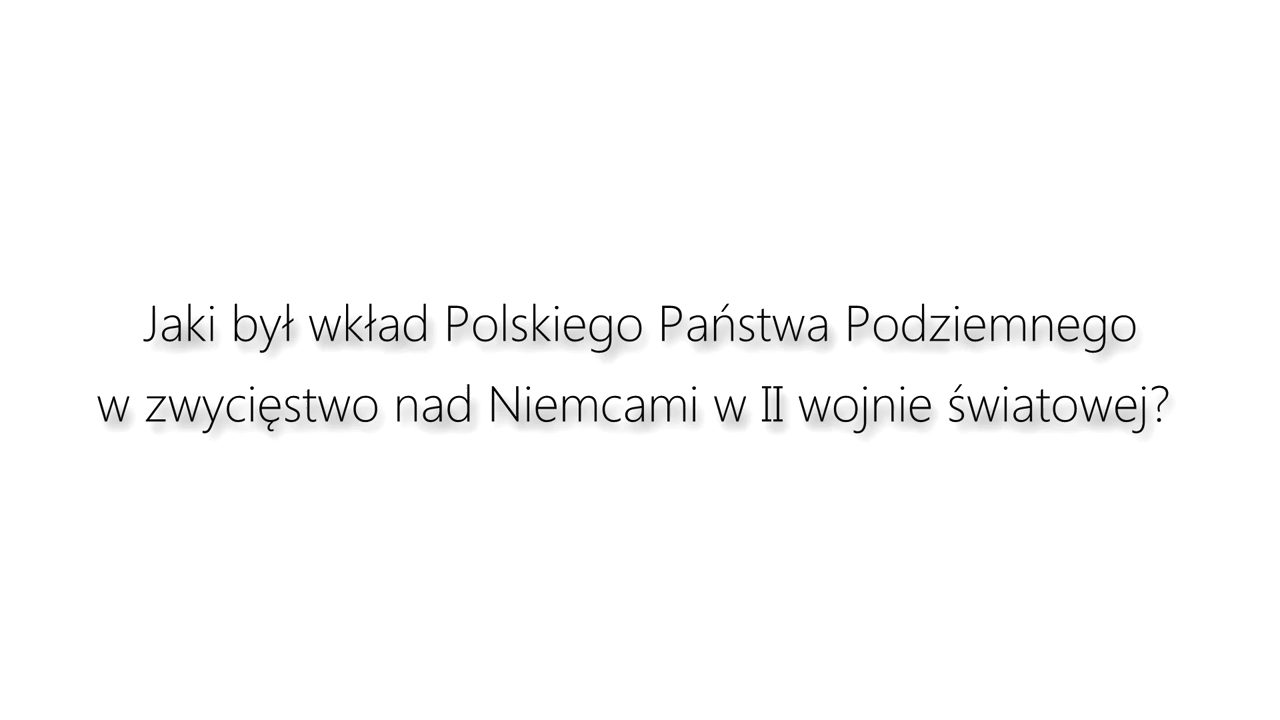 Jaki był wkład Polskiego Państwa Podziemnego
w zwycięstwo nad Niemcami w II wojnie światowej?